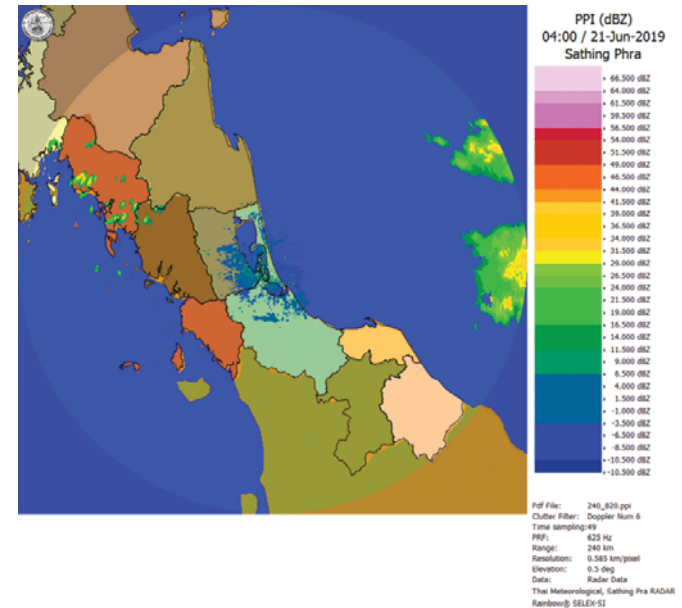 PPI (dBZ)
04:00 / 21-Jun-2019
Sathing Phra
66.500 dBZ
64.000 dBZ
61.500 dBZ
59.500 dBZ
56.500 dBZ
54.000 dBZ
51.500 dBZ
49.000 dBZ
46.500 dBZ
44.000 dBZ
41.500 dBZ
39.000 dBZ
36.500 dBZ
34.000 dBZ
31.500 dBZ
29.000 dBZ
26.500 dBZ
24.000 dBZ
21.500 dBZ
19.000 dBZ
16.500 dBZ
14.000 dBZ
11.500 dBZ
9.000 dBZ
6.500 dBZ
4.000 dBZ
1.500 dBZ
-1.000 dBZ
-3.500 dBZ
-6.500 dBZ
-8.500 dBZ
-10.500 dBZ
-10.500 dBZ
Pdf File: 240_820.ppi
Clutter Filter: Doppler Num 6
Time sampling:49
PRF: 625 Hz
Range: 240 km
Resolution: 0.585 km/pixel
Elevation: 0.5 deg
Data: Radar Data
Thai Meteorological, Sathing Pra RADAR
Rainbow® SELEX-SI